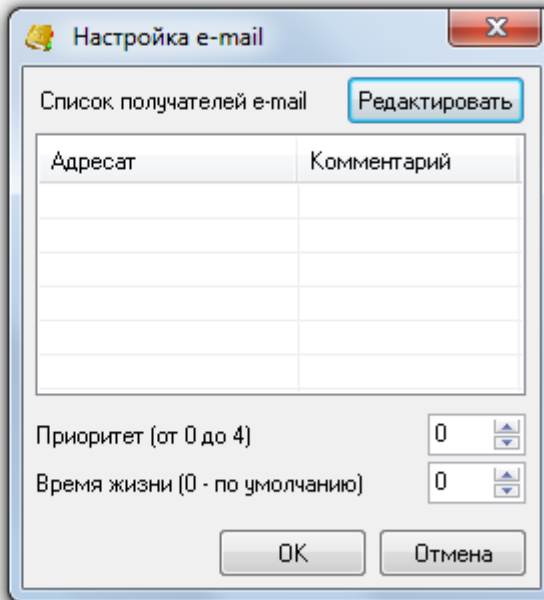 Настройка e-mail
Список получателей e-mail Редактировать
Адресат Комментарий
Приоритет (от 0 до 4) 0
Время жизни (0 - по умолчанию) 0
OK Отмена